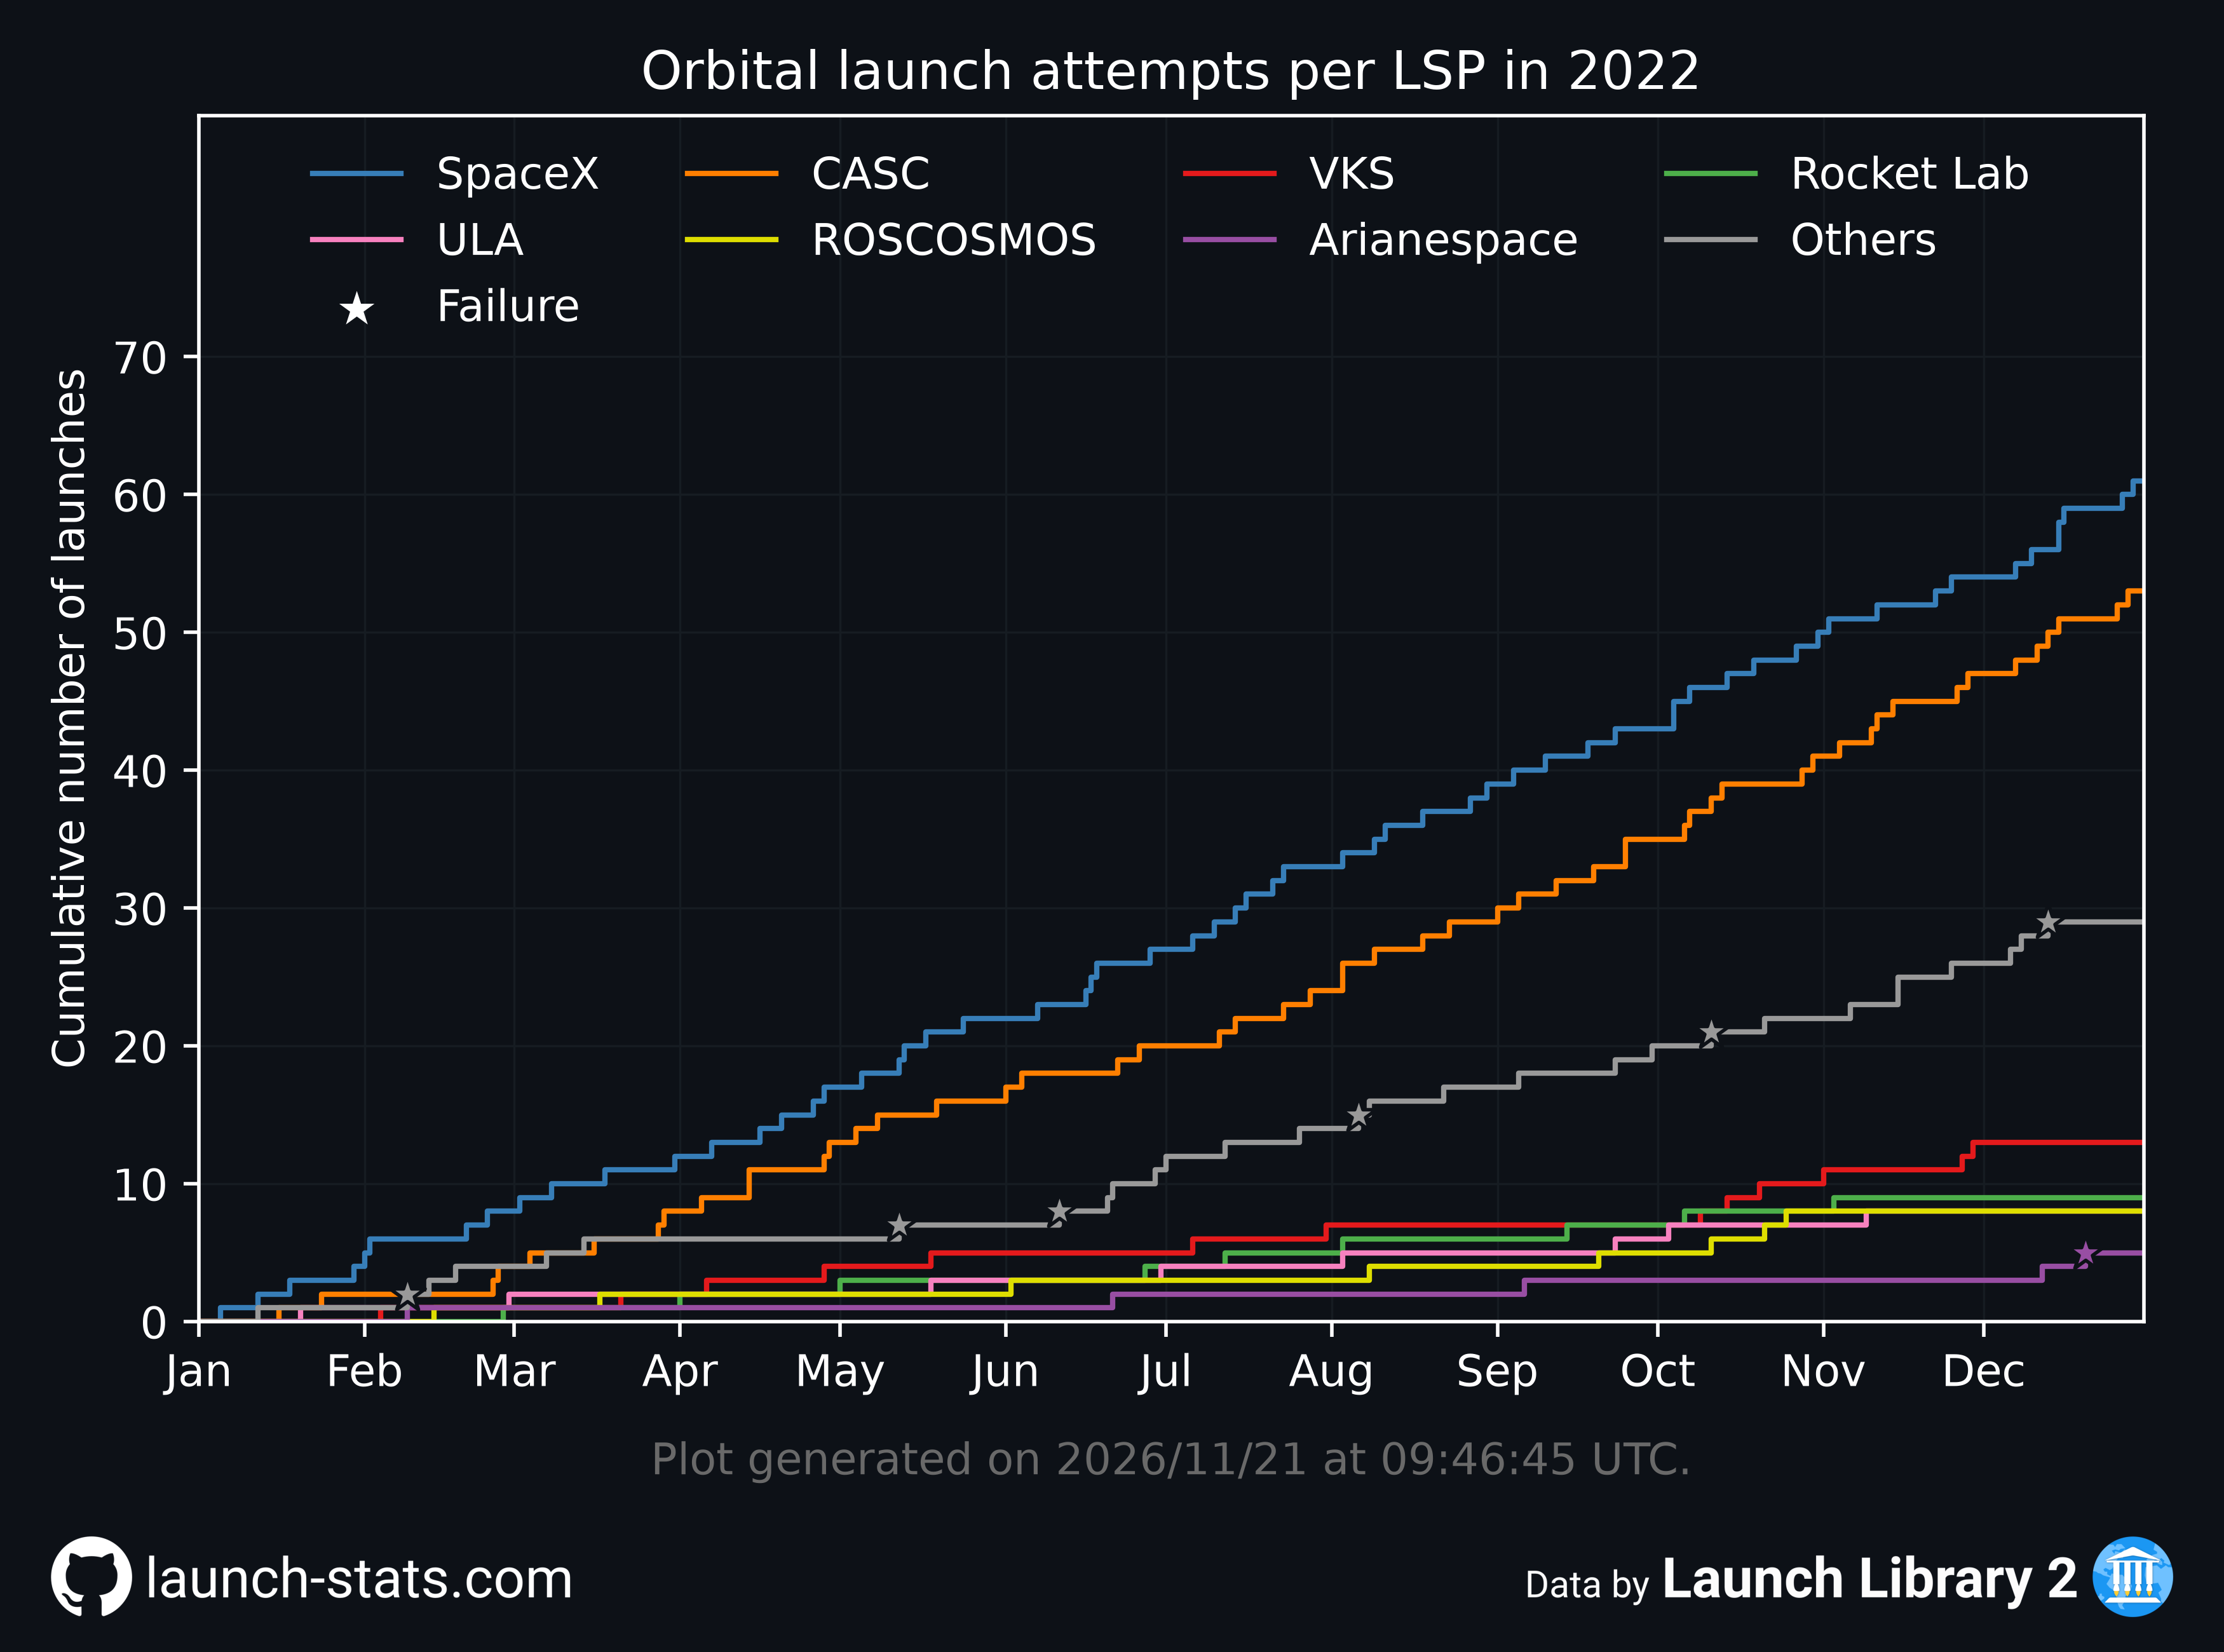 Orbital launch attempts per LSP in 2022
SpaceX
CASC
VKS
Rocket Lab
ULA
ROSCOSMOS
Arianespace
Others
Failure
Cumulative number of launches
70
60
50
40
30
20
10
0
Jan
Feb
Mar
Apr
May
Jun
Jul
Aug
Sep
Oct
Nov
Dec
Plot generated on 2026/11/21 at 09:46:45 UTC.
launch-stats.com
Data by Launch Library 2